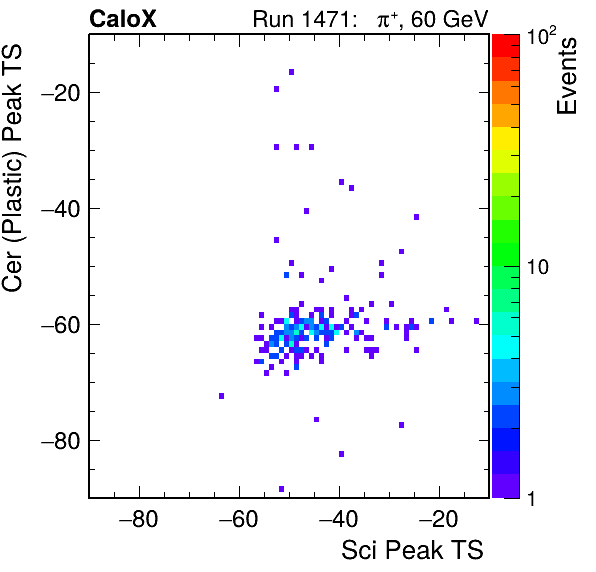 CaloX Run 1471: π+, 60 GeV
Cer (Plastic) Peak TS
−20
−40
−60
−80
−80 −60 −40 −20
Sci Peak TS
10²
10
1
Events